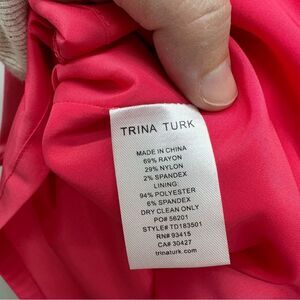 TRINA TURK
MADE IN CHINA
69% RAYON
29% NYLON
2% SPANDEX
LINING:
94% POLYESTER
6% SPANDEX
DRY CLEAN ONLY
PO# 56201
STYLE# TD183501
RN# 93415
CA# 30427
trinaturk.com